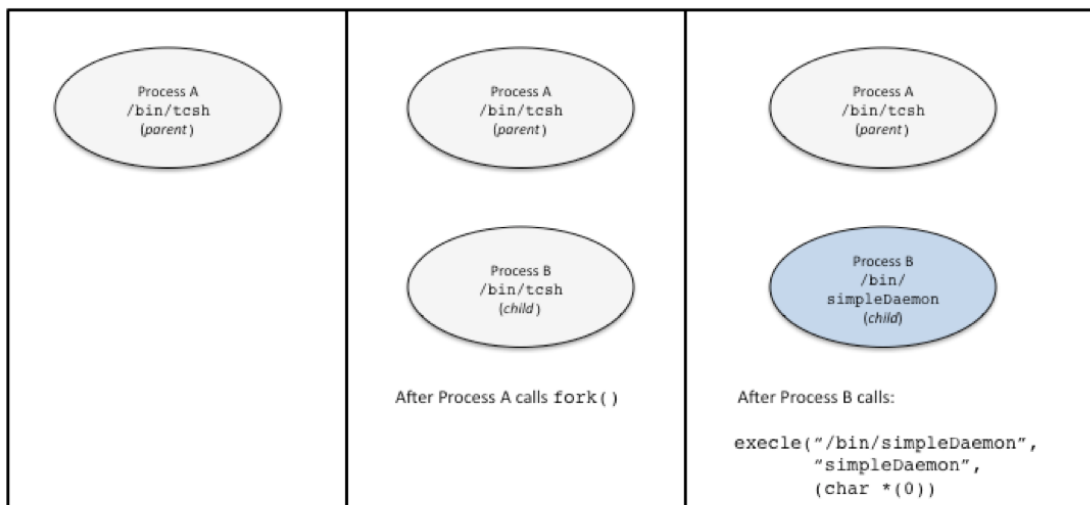 Process A
/bin/tcsh
(parent)
Process A
/bin/tcsh
(parent)
Process B
/bin/tcsh
(child)
After Process A calls fork()
Process A
/bin/tcsh
(parent)
Process B
/bin/
simpleDaemon
(child)
After Process B calls:
execle(“/bin/simpleDaemon”,
“simpleDaemon”,
(char *(0))